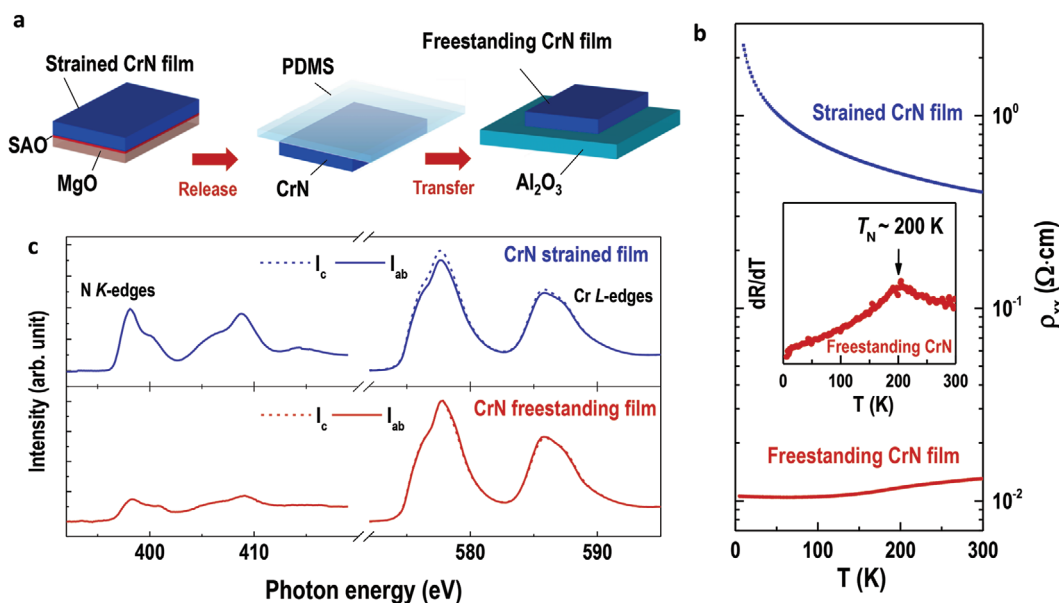 a
Strained CrN film
SAO
MgO
Release
PDMS
CrN
Transfer
Freestanding CrN film
Al₂O₃
b
Strained CrN film
T_N ~ 200 K
dR/dT
Freestanding CrN
0 100 200 300
T (K)
Freestanding CrN film
10⁰
10⁻¹
10⁻²
ρxx (Ω·cm)
0 100 200 300
T (K)
c
I_c I_ab
CrN strained film
N K-edges
Cr L-edges
I_c I_ab
CrN freestanding film
Intensity (arb. unit)
400 410 580 590
Photon energy (eV)